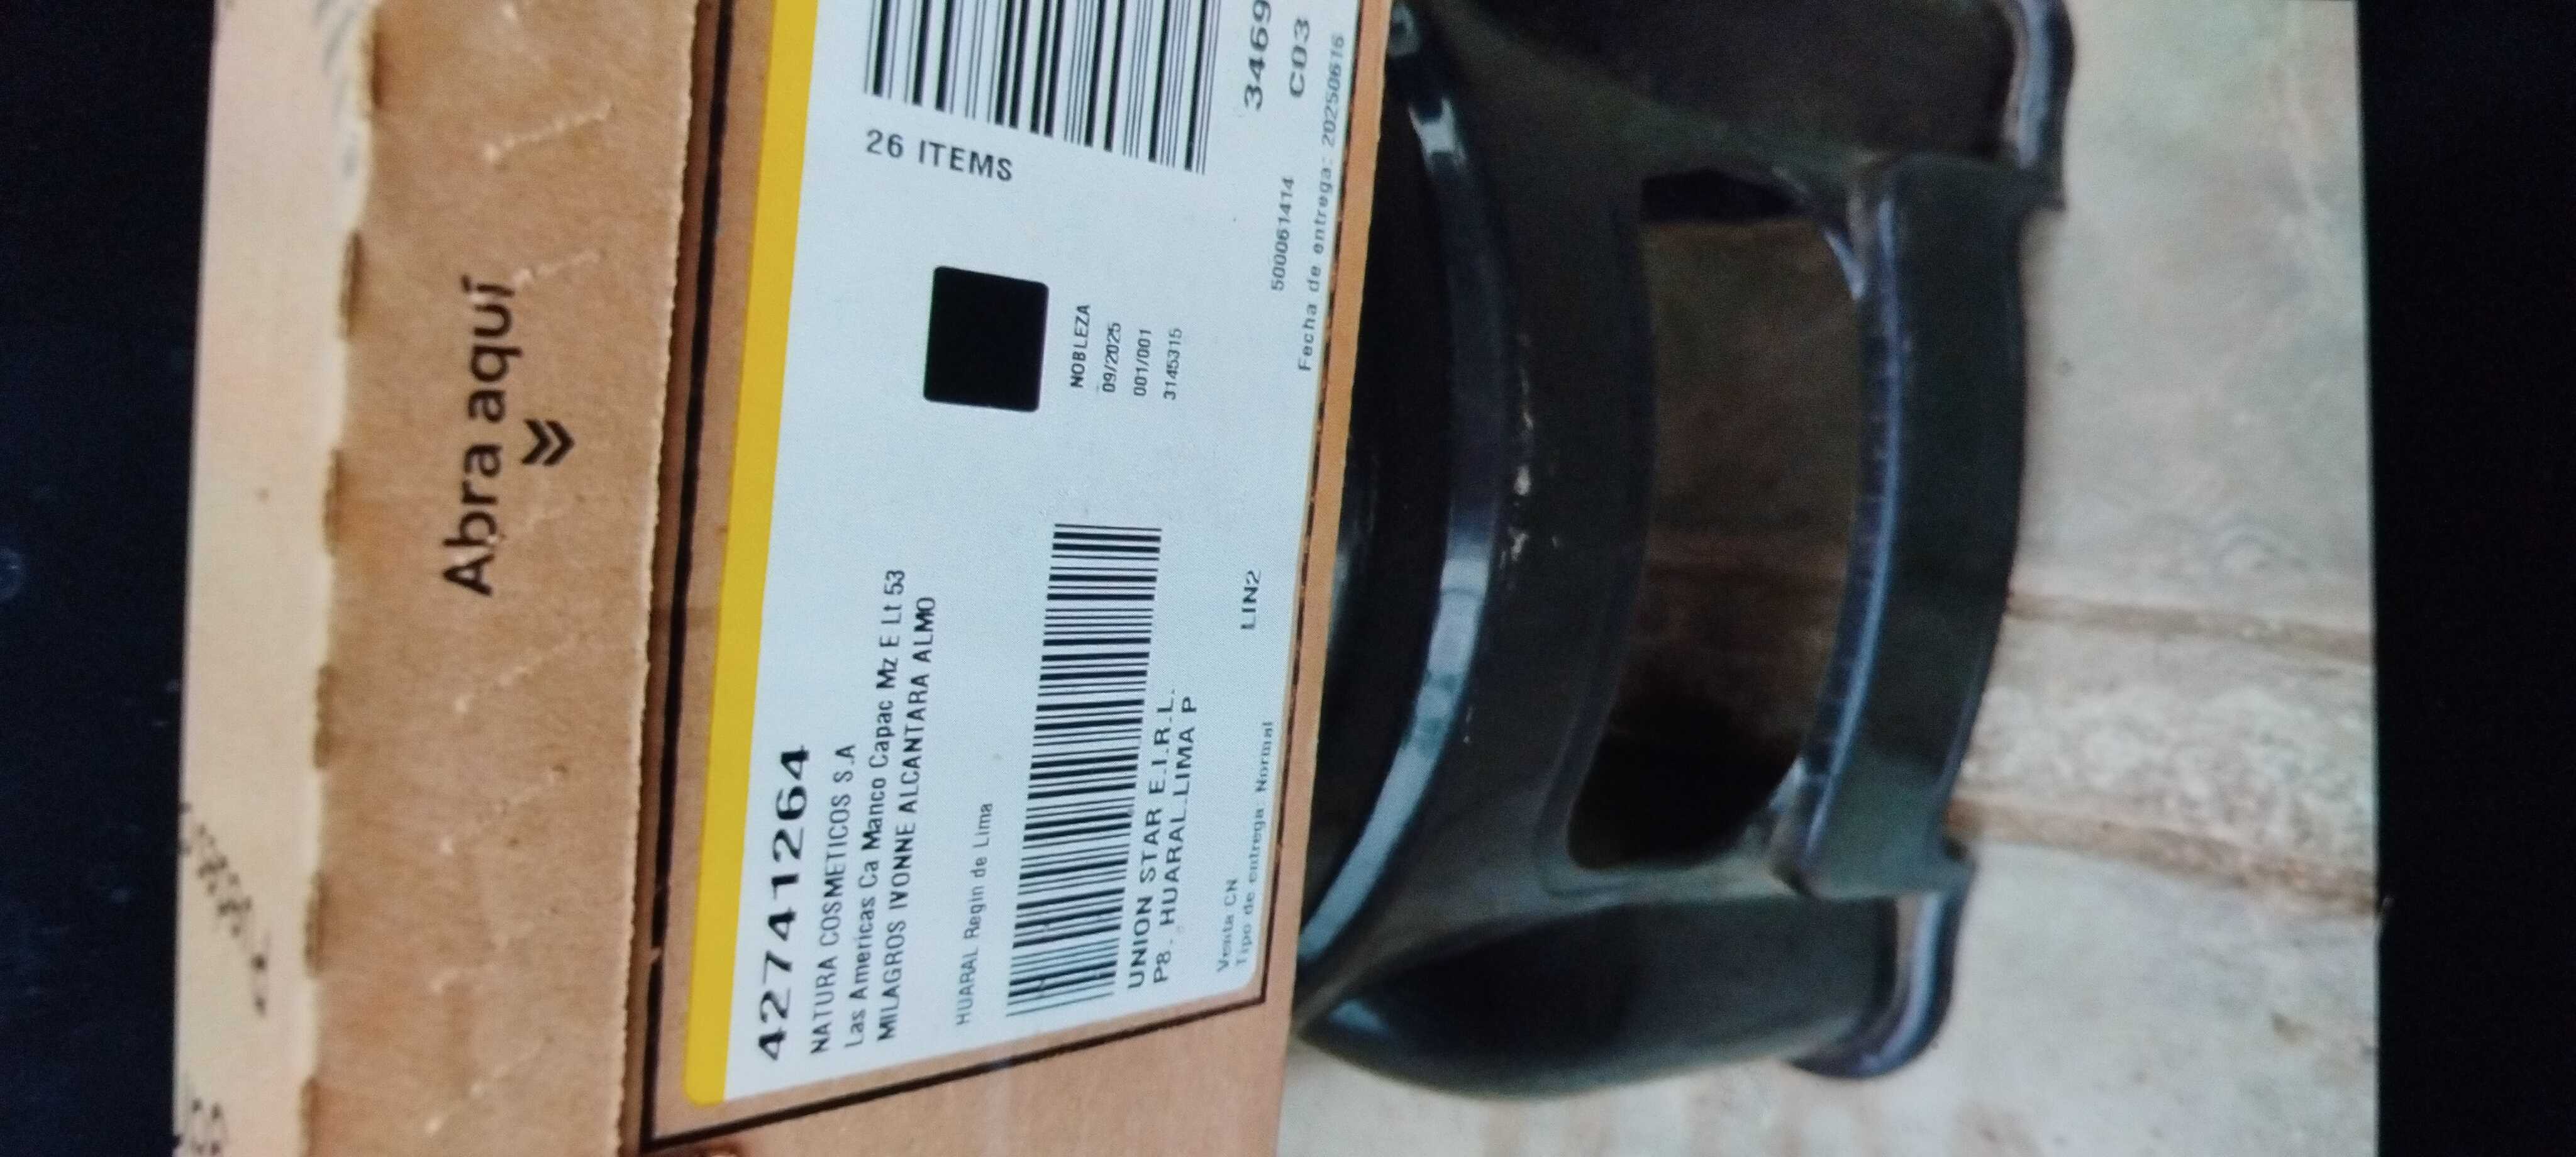 Abra aquí
42741264
NATURA COSMETICOS S.A
Las Americas Ca Manco Capac Mz E Lt 53
MILAGROS IVONNE ALCANTARA ALMO
HUARAL Regin de Lima
26 ITEMS
NOBLEZA
09/2025
001/001
3145315
UNION STAR E.I.R.L.
P8. HUARAL.LIMA P
LIN2
Venta CN
Tipo de entrega: Normal
3469
C03
500061414
Fecha de entrega: 202506616